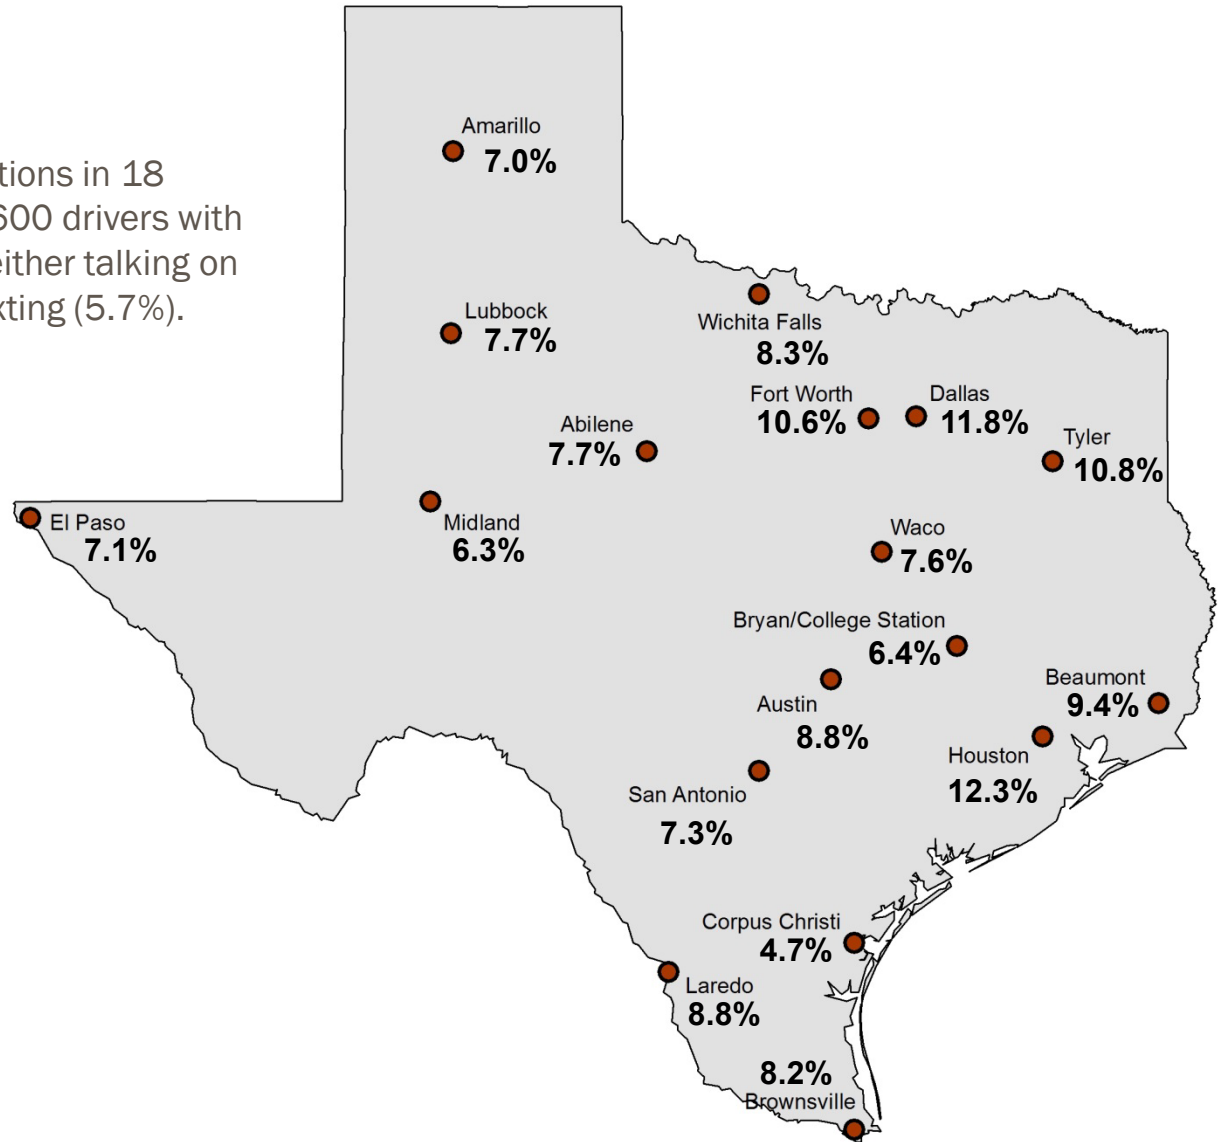 Amarillo
7.0%
tions in 18
600 drivers with
either talking on
xting (5.7%).
Lubbock
7.7%
Wichita Falls
8.3%
Fort Worth
10.6%
Dallas
11.8%
Abilene
7.7%
Tyler
10.8%
El Paso
7.1%
Midland
6.3%
Waco
7.6%
Bryan/College Station
6.4%
Beaumont
9.4%
Austin
8.8%
Houston
12.3%
San Antonio
7.3%
Corpus Christi
4.7%
Laredo
8.8%
8.2%
Brownsville